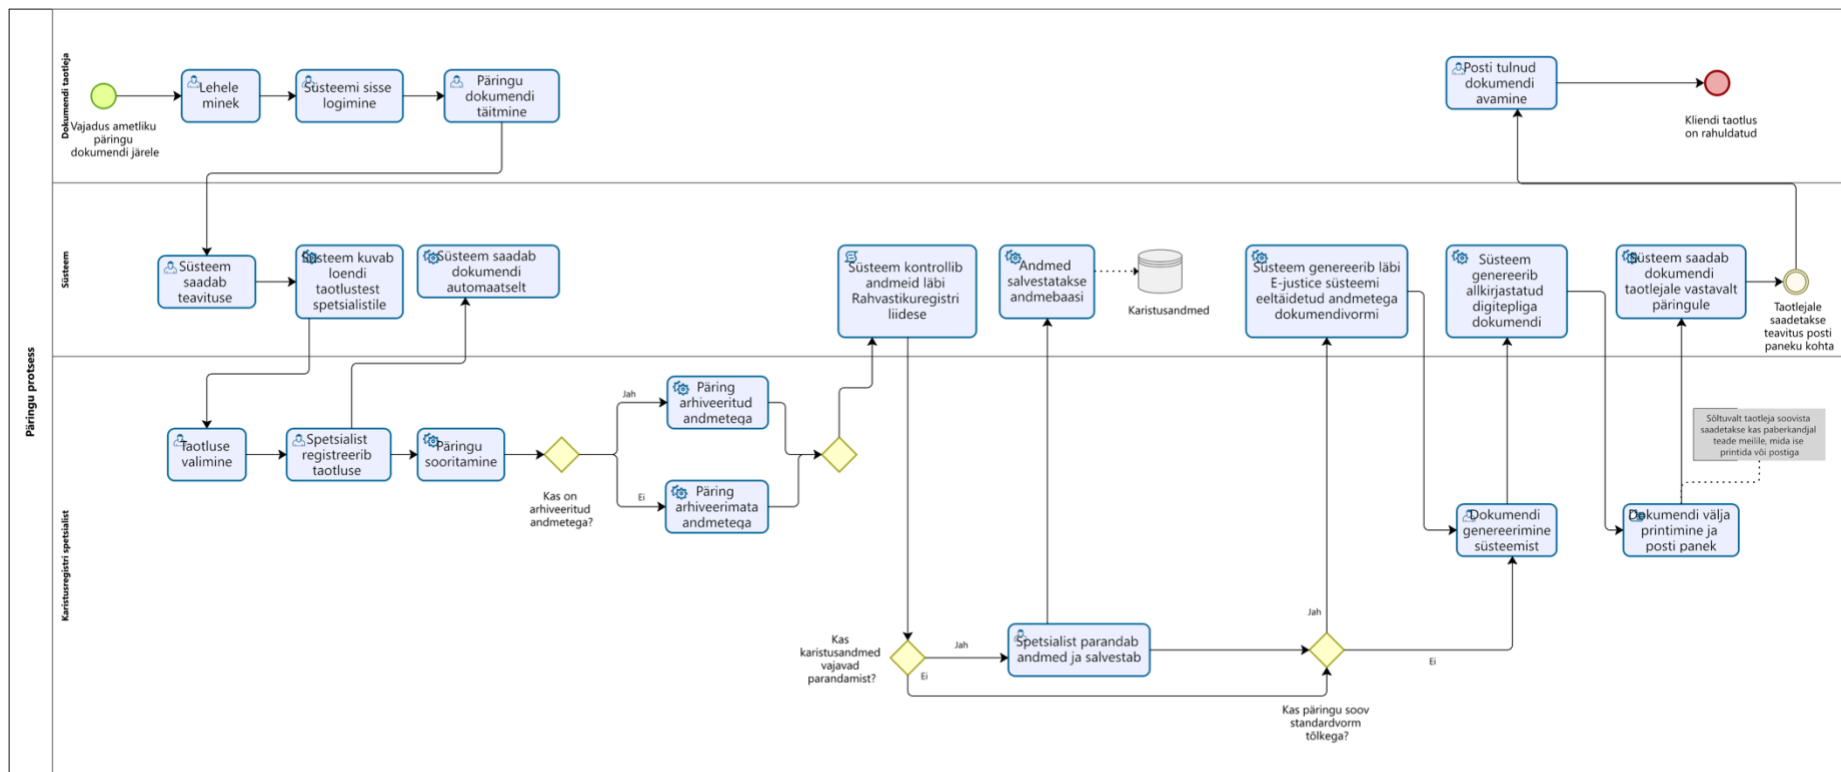 Päringu protsess
Dokumendi taotleja
Vajadus ametliku
päringu
dokumendi järele
Lehele
minek
Süsteemi sisse
logimine
Päringu
dokumendi
täitmine
Posti tulnud
dokumendi
avamine
Kliendi taotlus
on rahuldatud
Süsteem
Süsteem
saadab
teavituse
Süsteem kuvab
loendi
taotlustest
spetsialistile
Süsteem saadab
dokumendi
automaatselt
Süsteem kontrollib
andmeid läbi
Rahvastikuregistri
liidese
Andmed
salvestatakse
andmebaasi
Karistusandmed
Süsteem genereerib läbi
E-justice süsteemi
eeltäidetud andmetega
dokumendivormi
Süsteem
genereerib
allkirjastatud
digitepliga
dokumendi
Süsteem saadab
dokumendi
taotlejale vastavalt
päringule
Taotlejale
saadetakse
teavitus posti
paneku kohta
Karistusregistri spetsialist
Taotluse
valimine
Spetsialist
registreerib
taotluse
Päringu
sooritamine
Kas on
arhiveeritud
andmetega?
Jah
Päring
arhiveeritud
andmetega
Ei
Päring
arhiveerimata
andmetega
Kas
karistusandmed
vajavad
parandamist?
Jah
Ei
Spetsialist parandab
andmed ja salvestab
Jah
Ei
Kas päringu soov
standardvorm
tõlkega?
Dokumendi
genereerimine
süsteemist
Dokumendi välja
printimine ja
posti panek
Sõltuvalt taotleja soovista
saadetakse kas paberkandjal
teade meilile, mida ise
printida või postiga